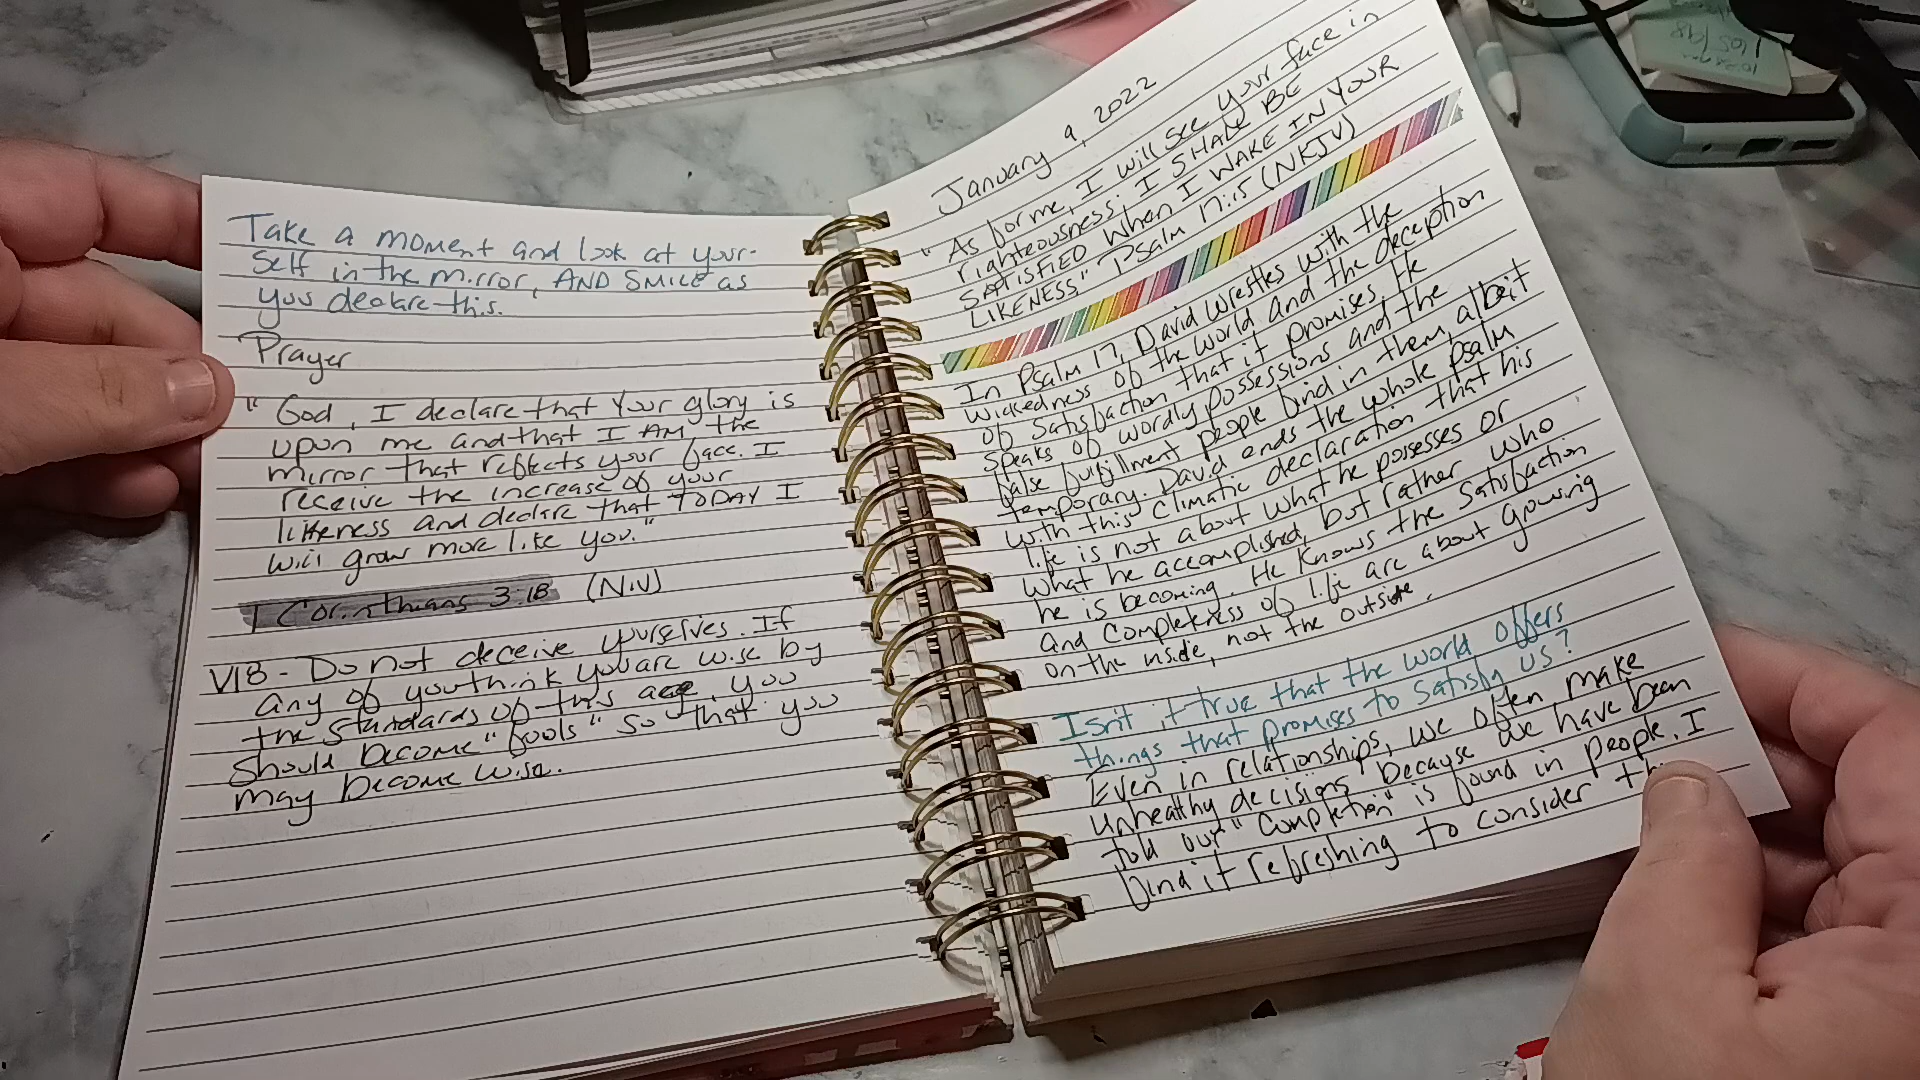 Take a moment and look at your-
self in the mirror, AND SMILE as
you declare this.
Prayer
"God, I declare that Your glory is
upon me and that I AM the
mirror that reflects your face. I
receive the increase of your
likeness and declare that TODAY I
will grow more like you."
1 Corinthians 3:18 (NIV)
V18 - Do not deceive yourselves. If
any of you think you are wise by
the standards of this age, you
should become "fools" so that you
may become wise.
January 9, 2022
"As for me, I will see your face in
righteousness; I SHALL BE
SATISFIED when I WAKE IN YOUR
LIKENESS." Psalm 17:15 (NKJV)
In Psalm 17, David wrestles with the
wickedness of the world and the deception
of satisfaction that it promises. He
speaks of wordly possessions and the
false fulfillment people find in them, albeit
temporary. David ends the whole Psalm
with this climatic declaration that his
life is not about what he possesses or
what he accomplished, but rather who
he is becoming. He knows the satisfaction
and completeness of life are about growing
on the inside, not the outside.
Isn't it true that the world offers
things that promises to satisfy us?
Even in relationships, we often make
unhealthy decisions because we have been
told our "completion" is found in people. I
find it refreshing to consider